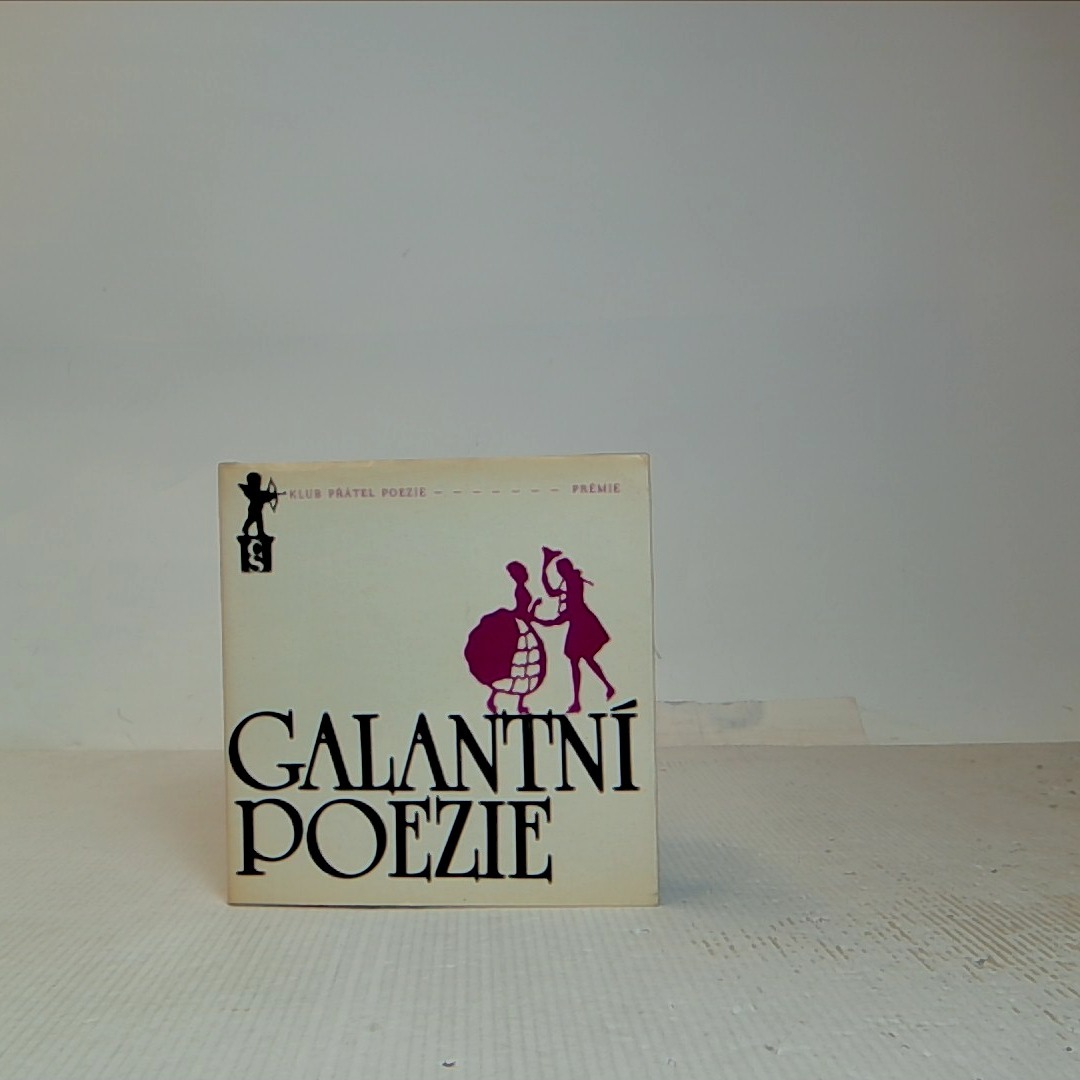 KLUB PŘÁTEL POEZIE – – – – – – – PRÉMIE
GALANTNÍ
POEZIE